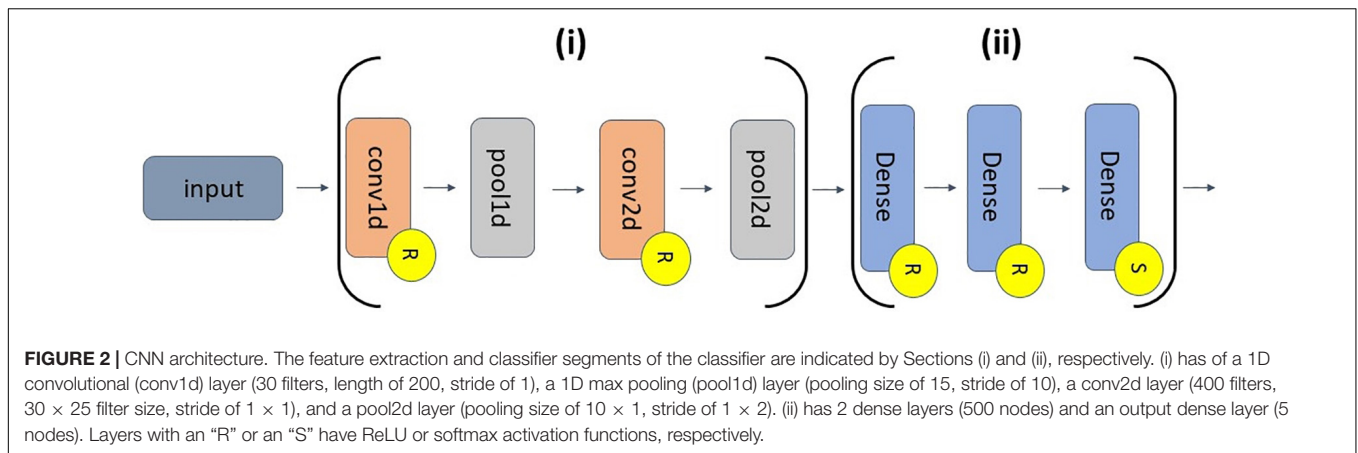 (i) (ii)
input
conv1d
R
pool1d
conv2d
R
pool2d
Dense
R
Dense
R
Dense
S
FIGURE 2 | CNN architecture. The feature extraction and classifier segments of the classifier are indicated by Sections (i) and (ii), respectively. (i) has of a 1D
convolutional (conv1d) layer (30 filters, length of 200, stride of 1), a 1D max pooling (pool1d) layer (pooling size of 15, stride of 10), a conv2d layer (400 filters,
30 × 25 filter size, stride of 1 × 1), and a pool2d layer (pooling size of 10 × 1, stride of 1 × 2). (ii) has 2 dense layers (500 nodes) and an output dense layer (5
nodes). Layers with an “R” or an “S” have ReLU or softmax activation functions, respectively.